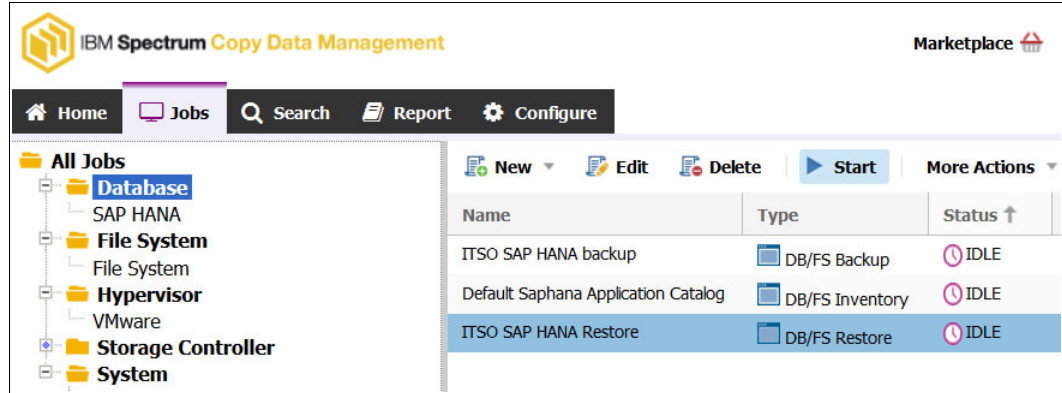 IBM Spectrum Copy Data Management
Marketplace
Home Jobs Search Report Configure
All Jobs
Database
SAP HANA
File System
File System
Hypervisor
VMware
Storage Controller
System
New Edit Delete Start More Actions
Name Type Status
ITSO SAP HANA backup DB/FS Backup IDLE
Default Saphana Application Catalog DB/FS Inventory IDLE
ITSO SAP HANA Restore DB/FS Restore IDLE